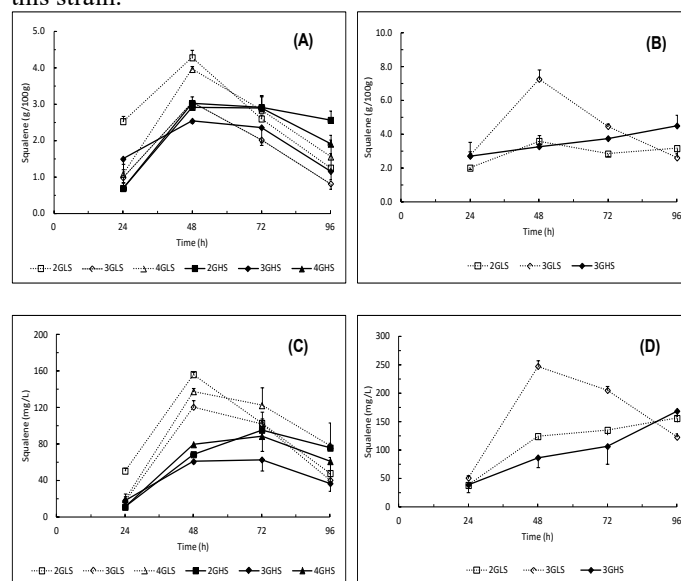 this strain.
(A)
Squalene (g/100g)
5.0
4.0
3.0
2.0
1.0
0.0
0 24 48 72 96
Time (h)
2GLS 3GLS 4GLS 2GHS 3GHS 4GHS
(B)
Squalene (g/100g)
10.0
8.0
6.0
4.0
2.0
0.0
0 24 48 72 96
Time (h)
2GLS 3GLS 3GHS
(C)
Squalene (mg/L)
200
160
120
80
40
0
0 24 48 72 96
Time (h)
2GLS 3GLS 4GLS 2GHS 3GHS 4GHS
(D)
Squalene (mg/L)
300
250
200
150
100
50
0
0 24 48 72 96
Time (h)
2GLS 3GLS 3GHS